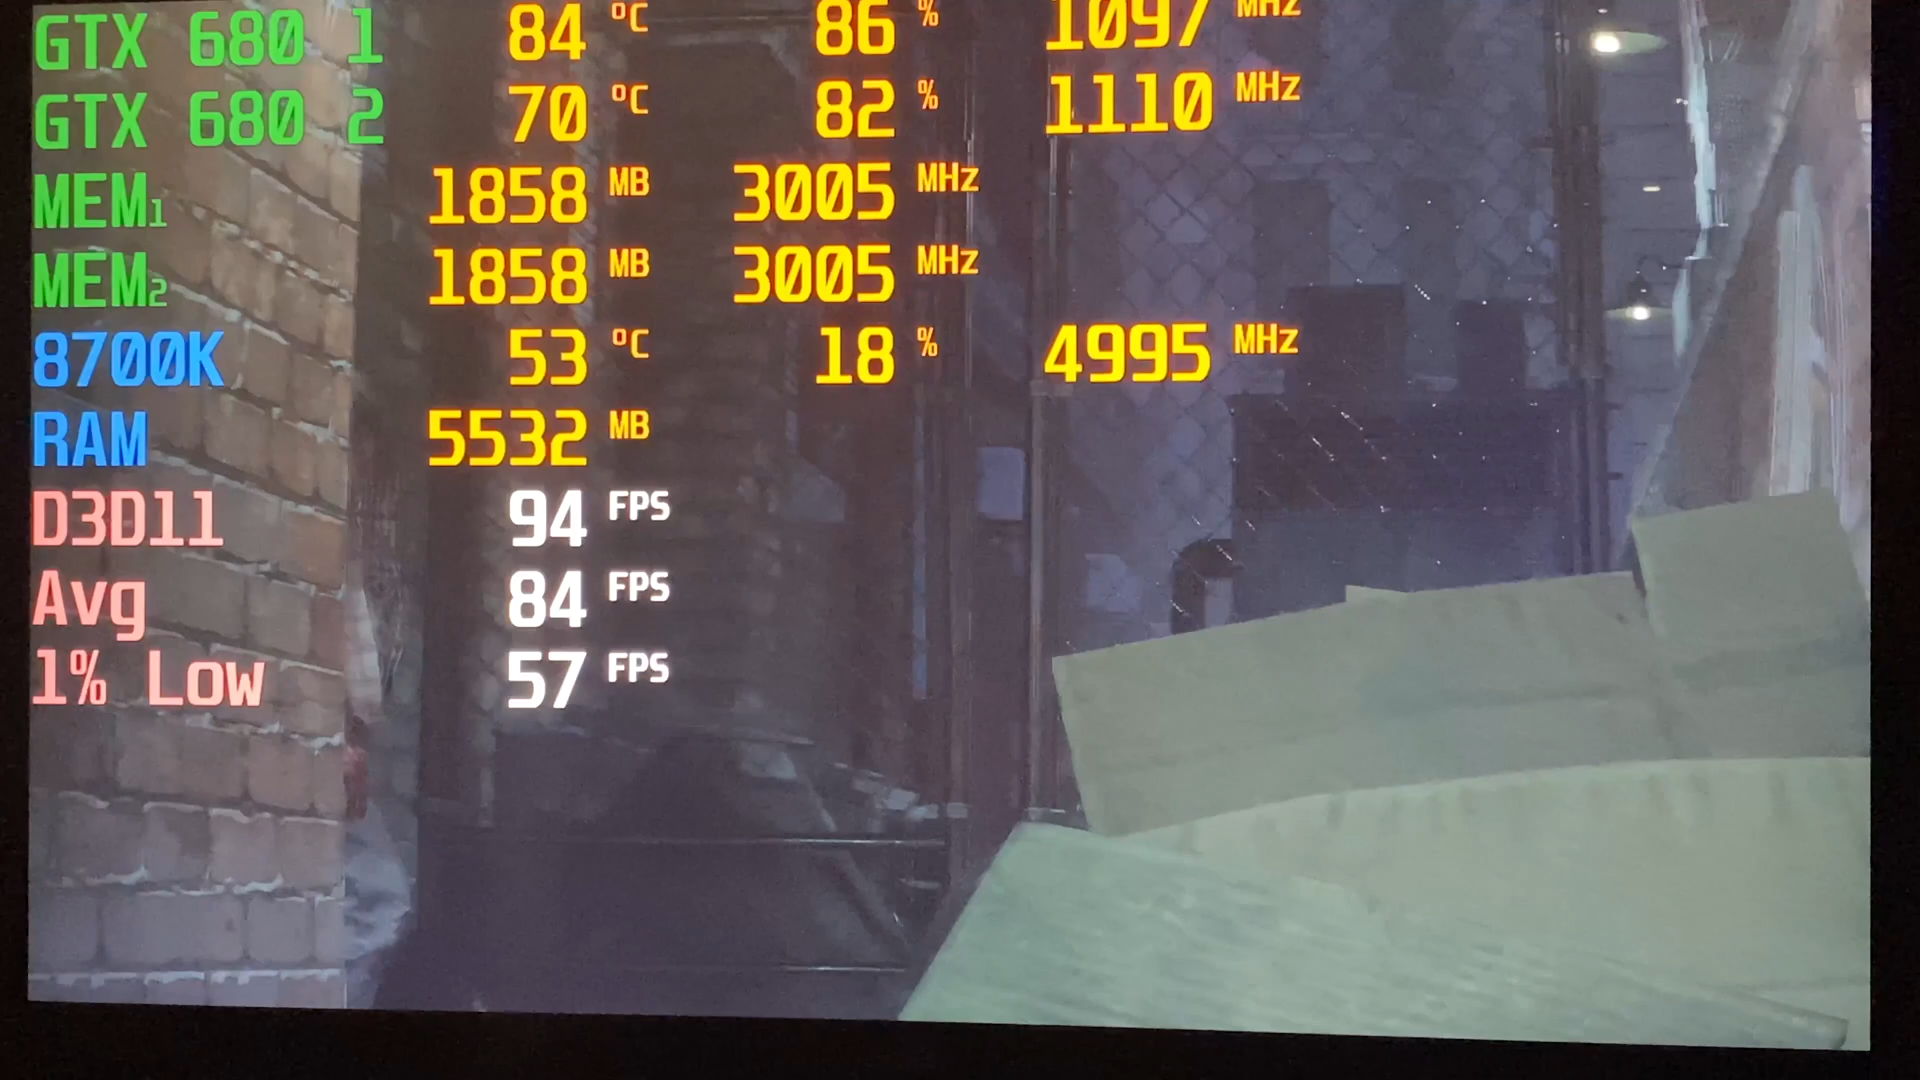 GTX 680 1 84 °C 86 % 1097 MHz
GTX 680 2 70 °C 82 % 1110 MHz
MEM1 1858 MB 3005 MHz
MEM2 1858 MB 3005 MHz
8700K 53 °C 18 % 4995 MHz
RAM 5532 MB
D3D11 94 FPS
Avg 84 FPS
1% Low 57 FPS